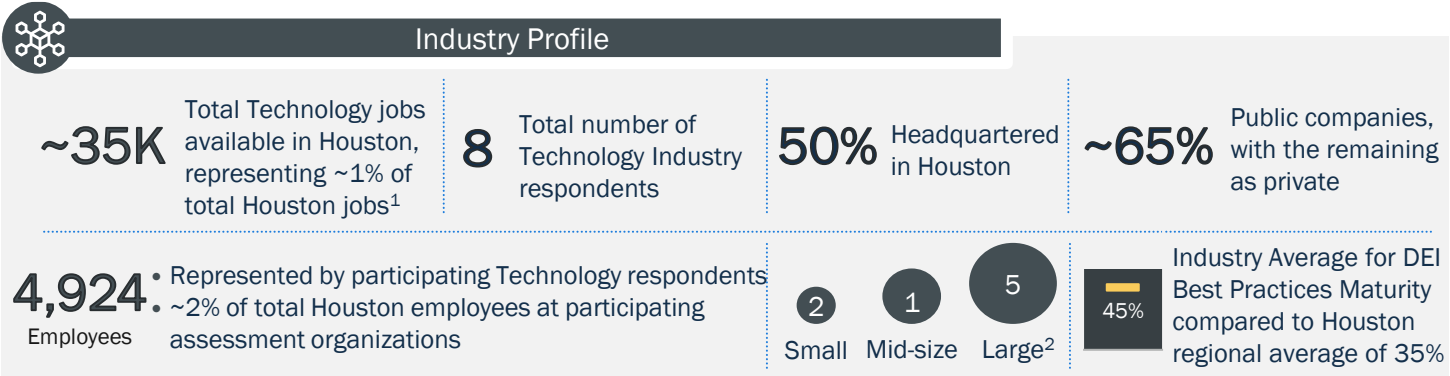 Industry Profile
~35K
Total Technology jobs
available in Houston,
representing ~1% of
total Houston jobs1
8
Total number of
Technology Industry
respondents
50%
Headquartered
in Houston
~65%
Public companies,
with the remaining
as private
4,924
Employees
• Represented by participating Technology respondents
• ~2% of total Houston employees at participating
assessment organizations
2
Small
1
Mid-size
5
Large2
45%
Industry Average for DEI
Best Practices Maturity
compared to Houston
regional average of 35%